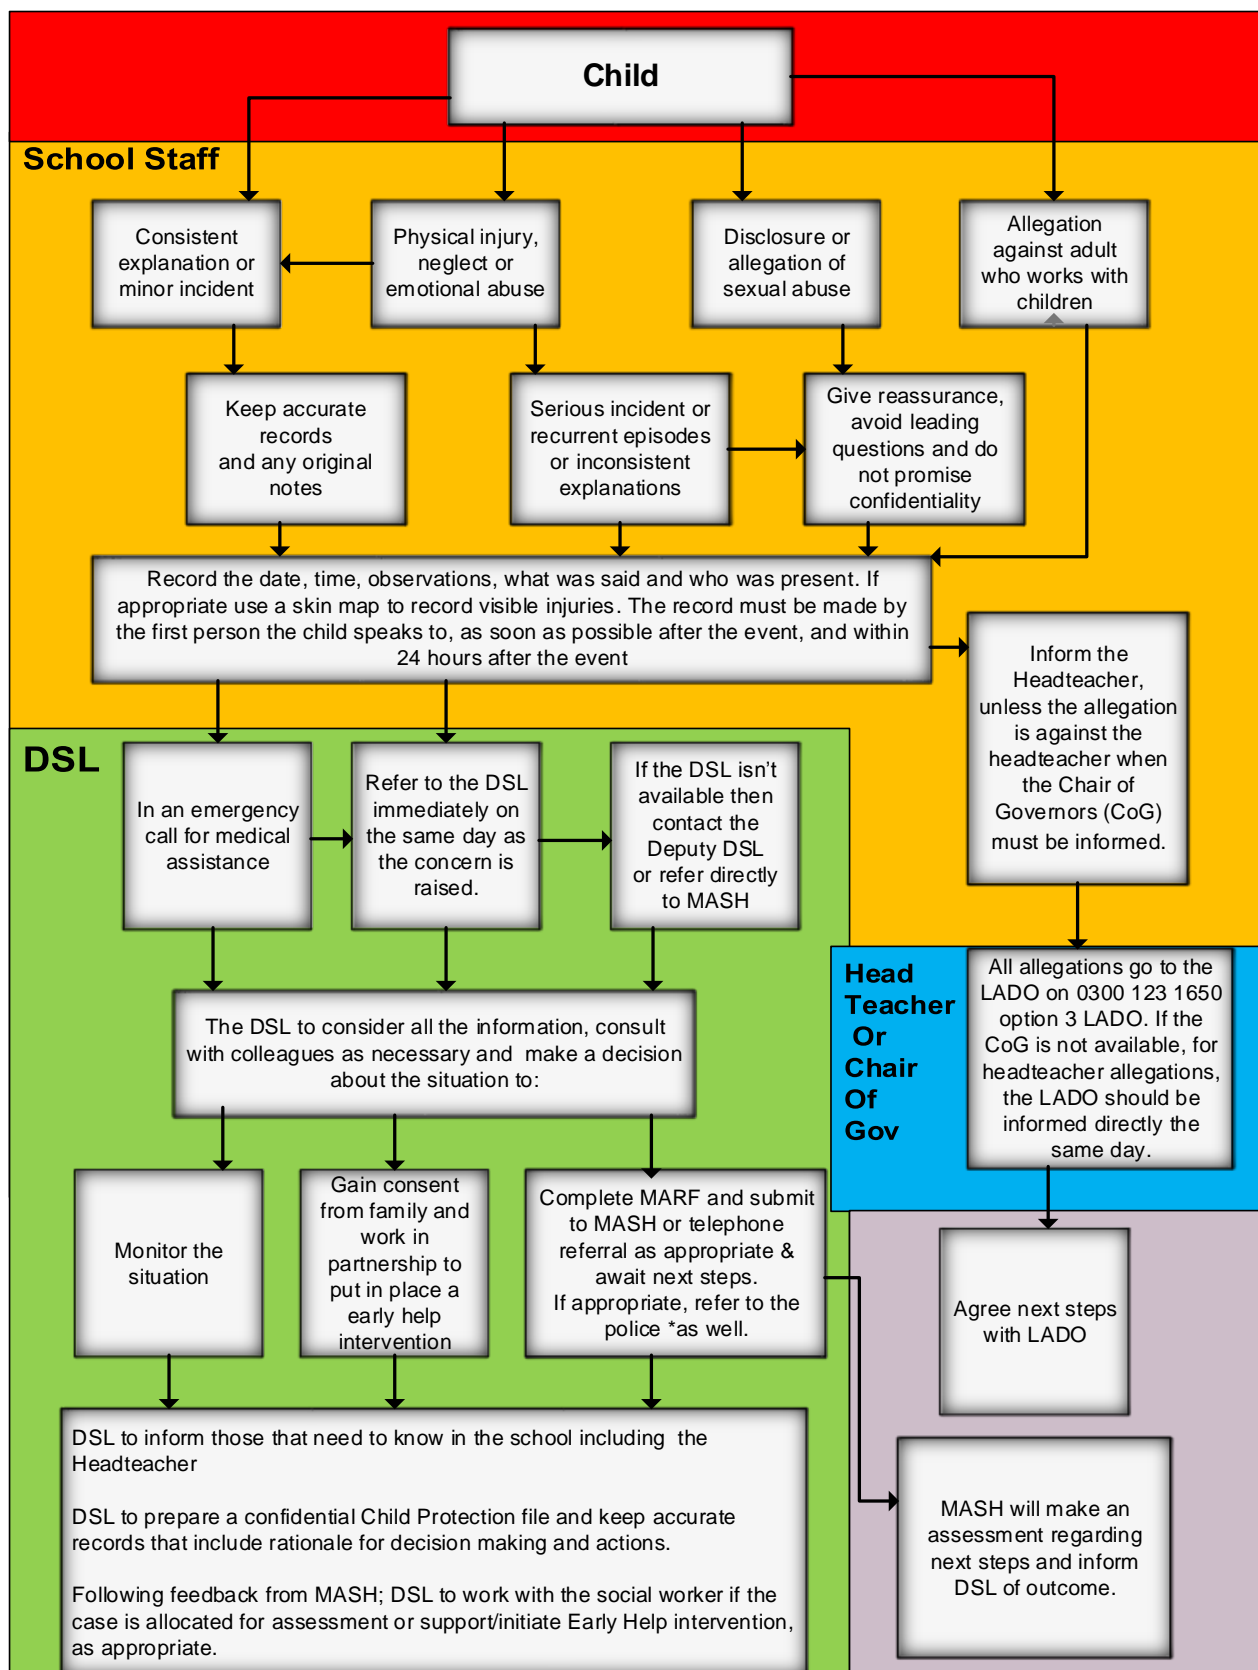 Child
School Staff
Consistent
explanation or
minor incident
Physical injury,
neglect or
emotional abuse
Disclosure or
allegation of
sexual abuse
Allegation
against adult
who works with
children
Keep accurate
records
and any original
notes
Serious incident or
recurrent episodes
or inconsistent
explanations
Give reassurance,
avoid leading
questions and do
not promise
confidentiality
Record the date, time, observations, what was said and who was present. If
appropriate use a skin map to record visible injuries. The record must be made by
the first person the child speaks to, as soon as possible after the event, and within
24 hours after the event
Inform the
Headteacher,
unless the allegation
is against the
headteacher when
the Chair of
Governors (CoG)
must be informed.
DSL
In an emergency
call for medical
assistance
Refer to the DSL
immediately on
the same day as
the concern is
raised.
If the DSL isn't
available then
contact the
Deputy DSL
or refer directly
to MASH
Head
Teacher
Or
Chair
Of
Gov
All allegations go to the
LADO on 0300 123 1650
option 3 LADO. If the
CoG is not available, for
headteacher allegations,
the LADO should be
informed directly the
same day.
The DSL to consider all the information, consult
with colleagues as necessary and make a decision
about the situation to:
Monitor the
situation
Gain consent
from family and
work in
partnership to
put in place a
early help
intervention
Complete MARF and submit
to MASH or telephone
referral as appropriate &
await next steps.
If appropriate, refer to the
police *as well.
Agree next steps
with LADO
DSL to inform those that need to know in the school including the
Headteacher
DSL to prepare a confidential Child Protection file and keep accurate
records that include rationale for decision making and actions.
Following feedback from MASH; DSL to work with the social worker if the
case is allocated for assessment or support/initiate Early Help intervention,
as appropriate.
MASH will make an
assessment regarding
next steps and inform
DSL of outcome.